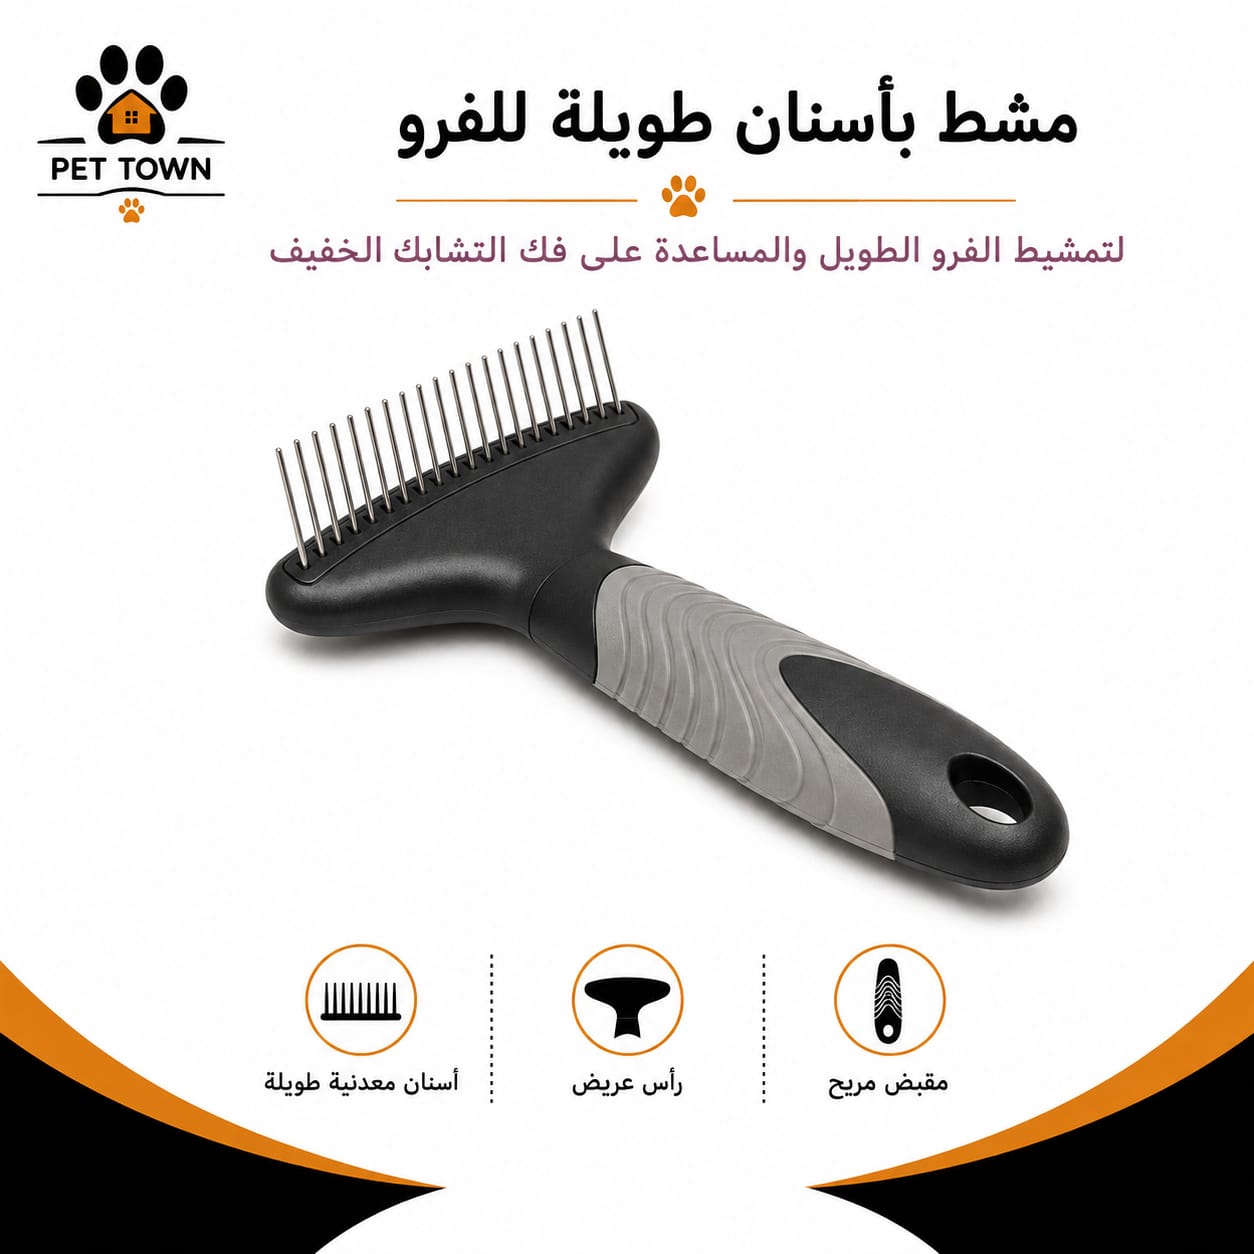 PET TOWN
مشط بأسنان طويلة للفرو
لتمشيط الفرو الطويل والمساعدة على فك التشابك الخفيف
مقبض مريح
رأس عريض
أسنان معدنية طويلة